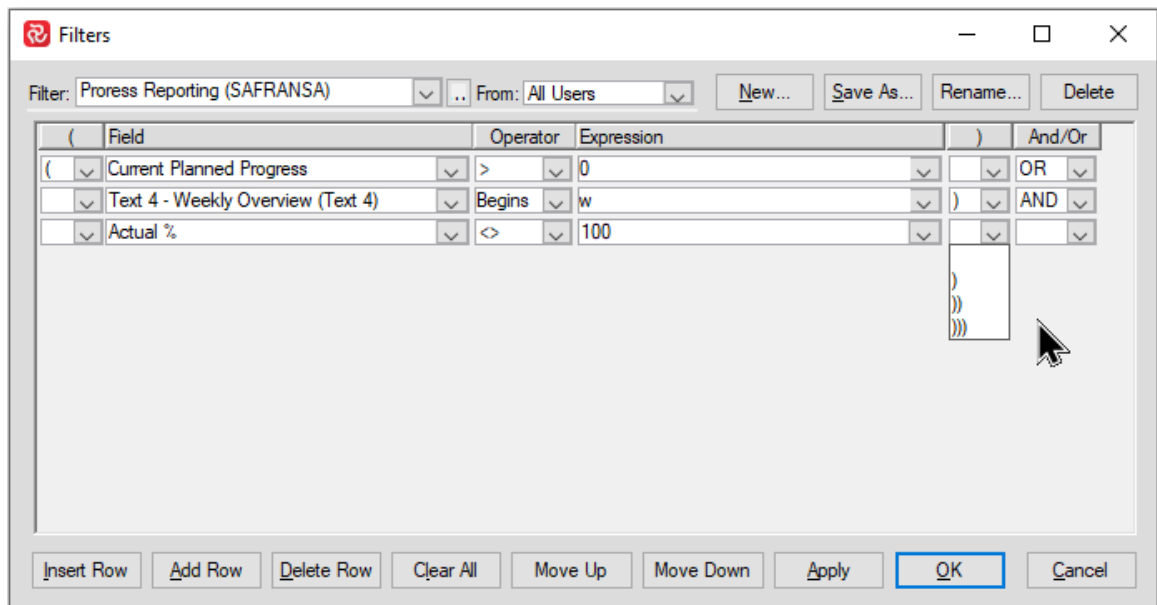 Filters
Filter: Proress Reporting (SAFRANSA) .. From: All Users New... Save As... Rename... Delete
( Field Operator Expression ) And/Or
( Current Planned Progress > 0 OR
Text 4 - Weekly Overview (Text 4) Begins w ) AND
Actual % <> 100
)
))
)))
Insert Row Add Row Delete Row Clear All Move Up Move Down Apply OK Cancel